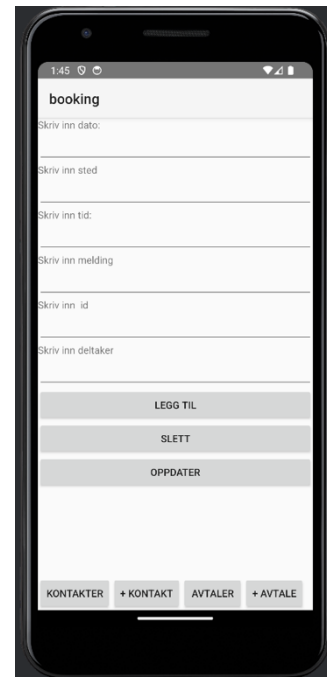 1:45
booking
Skriv inn dato:
Skriv inn sted
Skriv inn tid:
Skriv inn melding
Skriv inn  id
Skriv inn deltaker
LEGG TIL
SLETT
OPPDATER
KONTAKTER + KONTAKT AVTALER + AVTALE